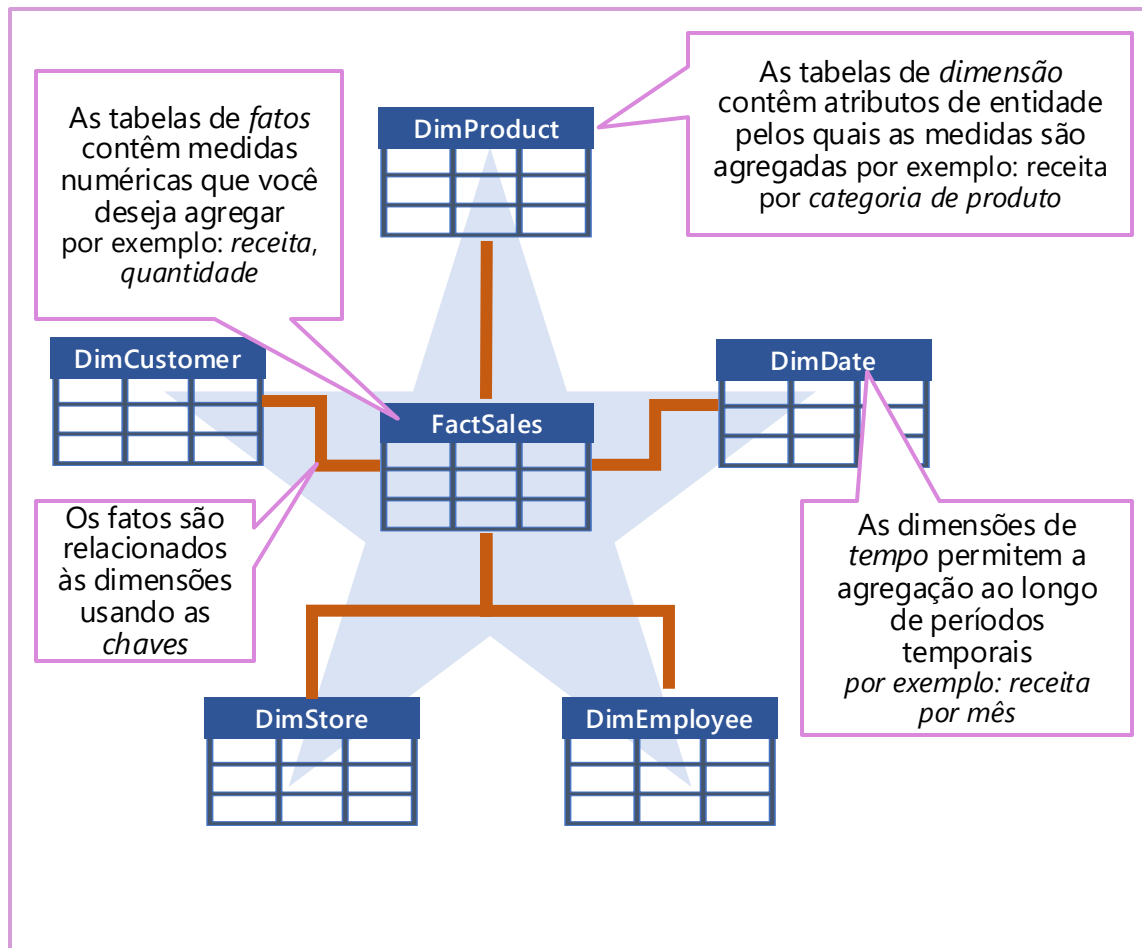 As tabelas de fatos
contêm medidas
numéricas que você
deseja agregar
por exemplo: receita,
quantidade
DimProduct
As tabelas de dimensão
contêm atributos de entidade
pelos quais as medidas são
agregadas por exemplo: receita
por categoria de produto
DimCustomer
FactSales
DimDate
Os fatos são
relacionados
às dimensões
usando as
chaves
As dimensões de
tempo permitem a
agregação ao longo
de períodos
temporais
por exemplo: receita
por mês
DimStore
DimEmployee